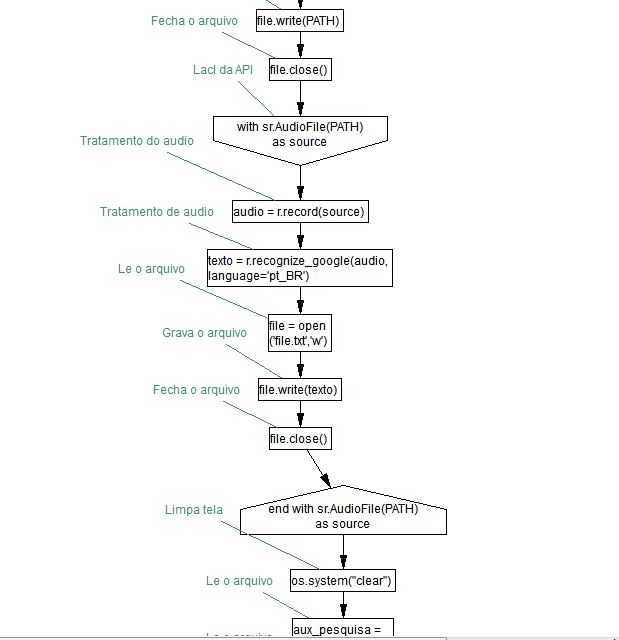 file.write(PATH)
Fecha o arquivo
file.close()
Lacl da API
with sr.AudioFile(PATH)
as source
Tratamento do audio
audio = r.record(source)
Tratamento de audio
texto = r.recognize_google(audio,
language='pt_BR')
Le o arquivo
file = open
('file.txt','w')
Grava o arquivo
file.write(texto)
Fecha o arquivo
file.close()
end with sr.AudioFile(PATH)
as source
Limpa tela
os.system("clear")
Le o arquivo
aux_pesquisa =